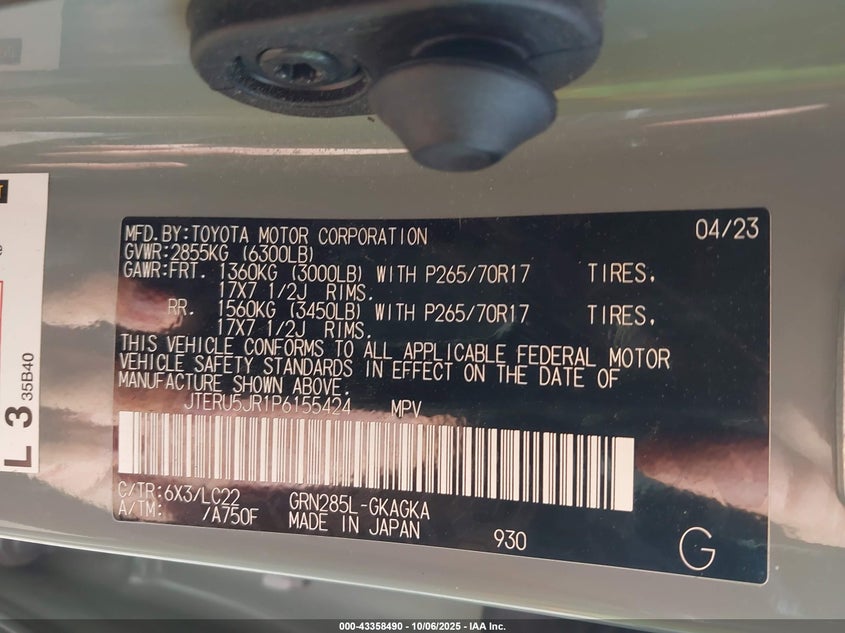 MFD.BY:TOYOTA MOTOR CORPORATION 04/23
GVWR:2855KG (6300LB)
GAWR:FRT. 1360KG (3000LB) WITH P265/70R17 TIRES.
17X7 1/2J RIMS.
RR. 1560KG (3450LB) WITH P265/70R17 TIRES.
17X7 1/2J RIMS.
THIS VEHICLE CONFORMS TO ALL APPLICABLE FEDERAL MOTOR
VEHICLE SAFETY STANDARDS IN EFFECT ON THE DATE OF
MANUFACTURE SHOWN ABOVE.
JTERU5JR1P6155424 MPV
C/TR:6X3/LC22 GRN285L-GKAGKA
A/TM: /A750F MADE IN JAPAN 930
G
L 3 35B40
000-43358490 - 10/06/2025 - IAA Inc.